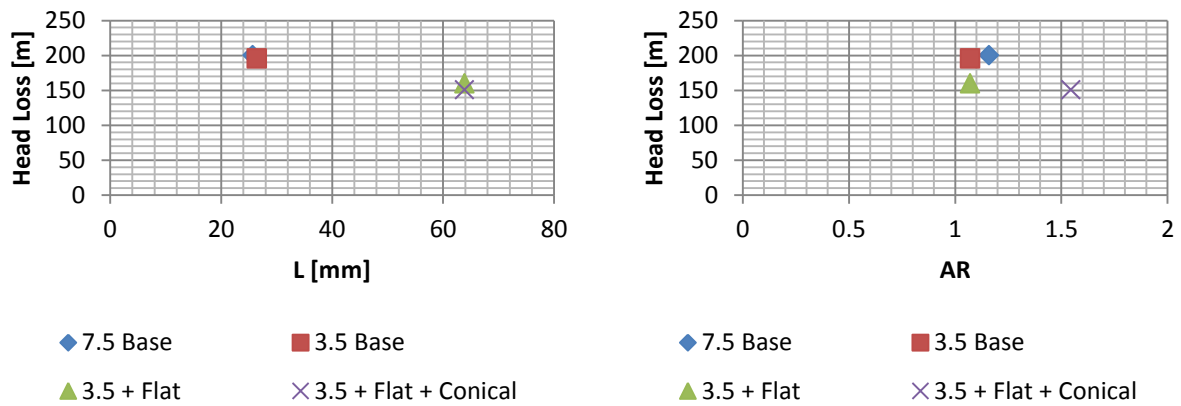 Head Loss [m]
250
200
150
100
50
0
0 20 40 60 80
L [mm]
7.5 Base 3.5 Base
3.5 + Flat 3.5 + Flat + Conical
Head Loss [m]
250
200
150
100
50
0
0 0.5 1 1.5 2
AR
7.5 Base 3.5 Base
3.5 + Flat 3.5 + Flat + Conical